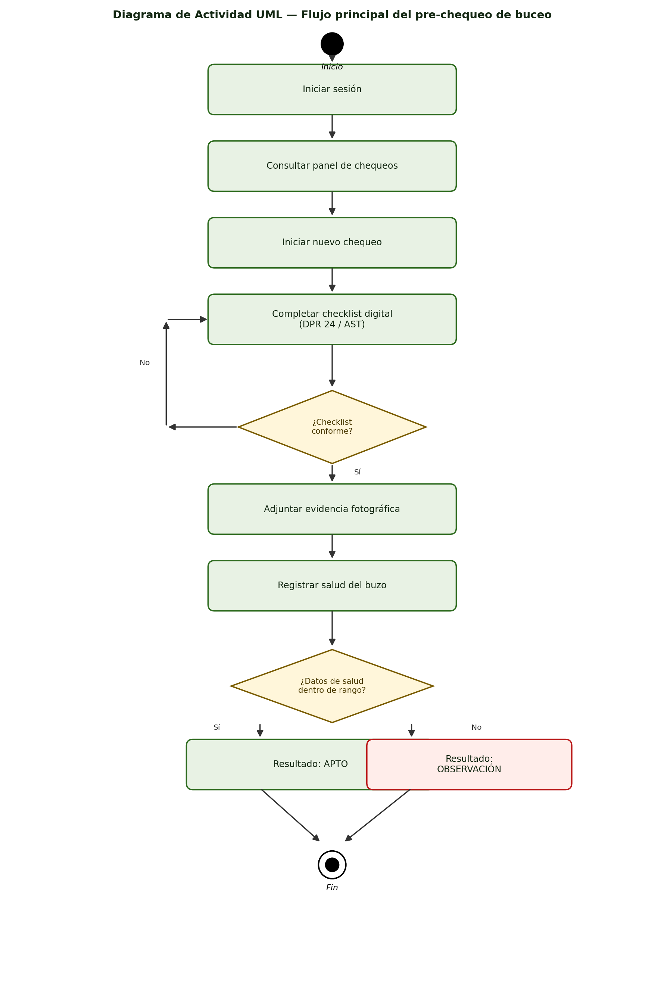 Diagrama de Actividad UML — Flujo principal del pre-chequeo de buceo
Inicio
Iniciar sesión
Consultar panel de chequeos
Iniciar nuevo chequeo
Completar checklist digital
(DPR 24 / AST)
No
¿Checklist
conforme?
Sí
Adjuntar evidencia fotográfica
Registrar salud del buzo
¿Datos de salud
dentro de rango?
Sí
No
Resultado: APTO
Resultado:
OBSERVACIÓN
Fin